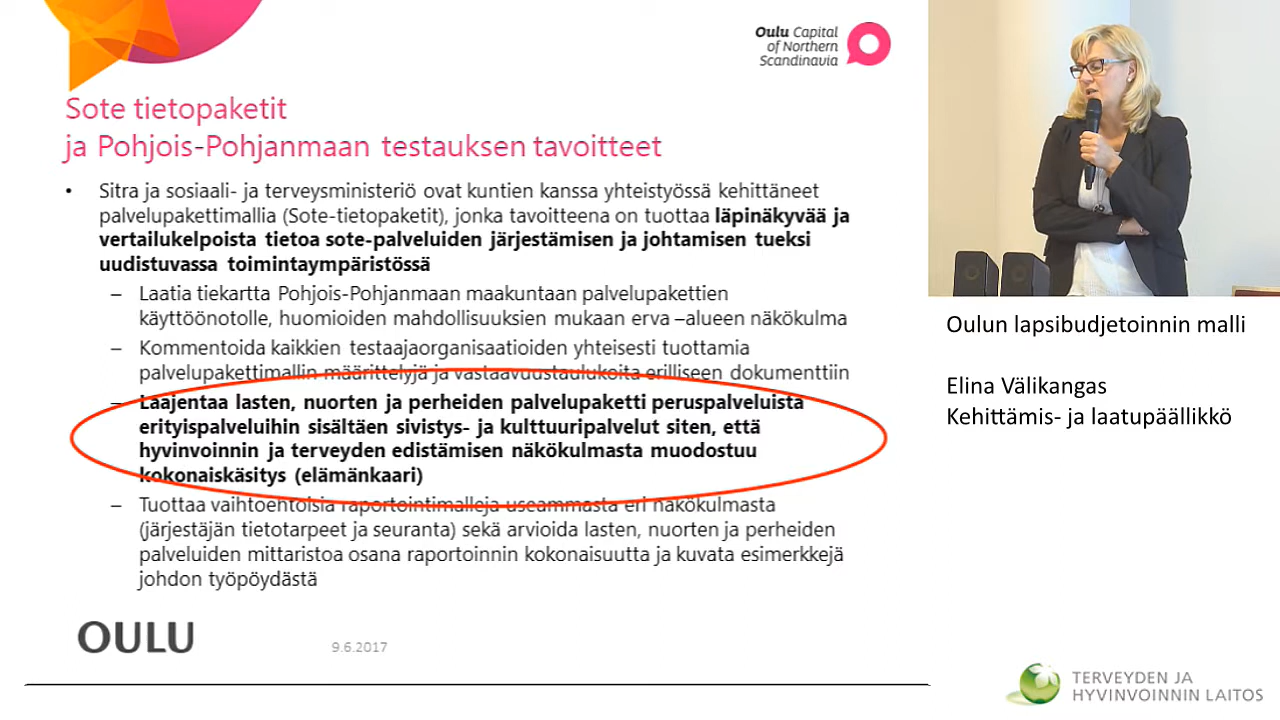 Oulu Capital
of Northern
Scandinavia
Sote tietopaketit
ja Pohjois-Pohjanmaan testauksen tavoitteet
• Sitra ja sosiaali- ja terveysministeriö ovat kuntien kanssa yhteistyössä kehittäneet
palvelupakettimallia (Sote-tietopaketit), jonka tavoitteena on tuottaa läpinäkyvää ja
vertailukelpoista tietoa sote-palveluiden järjestämisen ja johtamisen tueksi
uudistuvassa toimintaympäristössä
– Laatia tiekartta Pohjois-Pohjanmaan maakuntaan palvelupakettien
käyttöönotolle, huomioiden mahdollisuuksien mukaan erva –alueen näkökulma
– Kommentoida kaikkien testaajaorganisaatioiden yhteisesti tuottamia
palvelupakettimallin määrittelyjä ja vastaavuustaulukoita erilliseen dokumenttiin
– Laajentaa lasten, nuorten ja perheiden palvelupaketti peruspalveluista
erityispalveluihin sisältäen sivistys- ja kulttuuripalvelut siten, että
hyvinvoinnin ja terveyden edistämisen näkökulmasta muodostuu
kokonaiskäsitys (elämänkaari)
– Tuottaa vaihtoehtoisia raportointimalleja useammasta eri näkökulmasta
(järjestäjän tietotarpeet ja seuranta) sekä arvioida lasten, nuorten ja perheiden
palveluiden mittaristoa osana raportoinnin kokonaisuutta ja kuvata esimerkkejä
johdon työpöydästä
OULU
9.6.2017
Oulun lapsibudjetoinnin malli
Elina Välikangas
Kehittämis- ja laatupäällikkö
TERVEYDEN JA
HYVINVOINNIN LAITOS